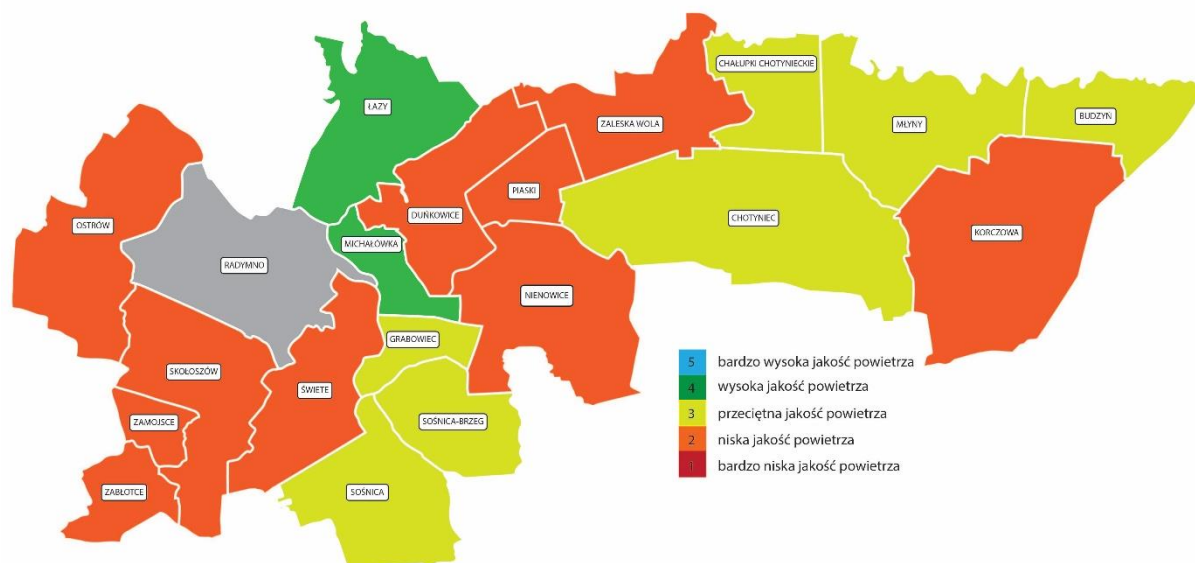 CHAŁUPKI CHOTYNIECKIE
ŁAZY
ZALESKA WOLA
MŁYNY
BUDZYŃ
PIASKI
OSTRÓW
DUŃKOWICE
CHOTYNIEC
KORCZOWA
MICHAŁÓWKA
RADYMNO
NIENOWICE
GRABOWIEC
SKOŁOSZÓW
ŚWIETE
ZAMOJSCE
SOŚNICA-BRZEG
ZABŁOTCE
SOŚNICA
5 bardzo wysoka jakość powietrza
4 wysoka jakość powietrza
3 przeciętna jakość powietrza
2 niska jakość powietrza
1 bardzo niska jakość powietrza